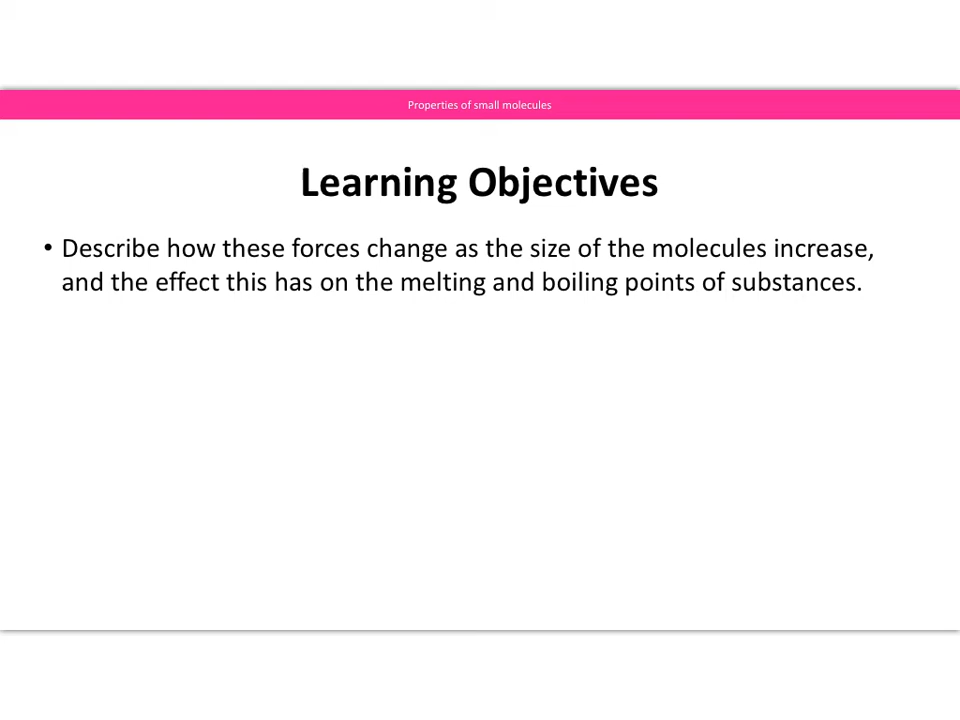 Properties of small molecules
Learning Objectives
• Describe how these forces change as the size of the molecules increase,
and the effect this has on the melting and boiling points of substances.